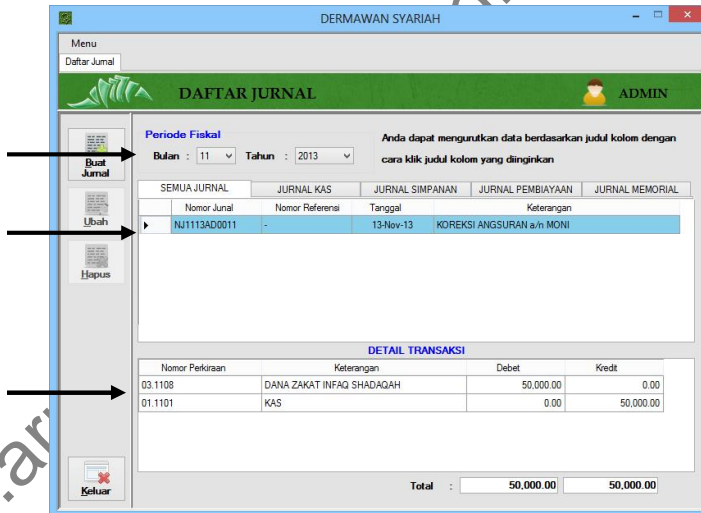 DERMAWAN SYARIAH
Menu
Daftar Jurnal
DAFTAR JURNAL
ADMIN
Buat
Jurnal
Ubah
Hapus
Keluar
Periode Fiskal
Bulan : 11 Tahun : 2013
Anda dapat mengurutkan data berdasarkan judul kolom dengan
cara klik judul kolom yang diinginkan
SEMUA JURNAL JURNAL KAS JURNAL SIMPANAN JURNAL PEMBIAYAAN JURNAL MEMORIAL
Nomor Junal Nomor Referensi Tanggal Keterangan
NJ1113AD0011 - 13-Nov-13 KOREKSI ANGSURAN a/n MONI
DETAIL TRANSAKSI
Nomor Perkiraan Keterangan Debet Kredit
03.1108 DANA ZAKAT INFAQ SHADAQAH 50,000.00 0.00
01.1101 KAS 0.00 50,000.00
Total : 50,000.00 50,000.00